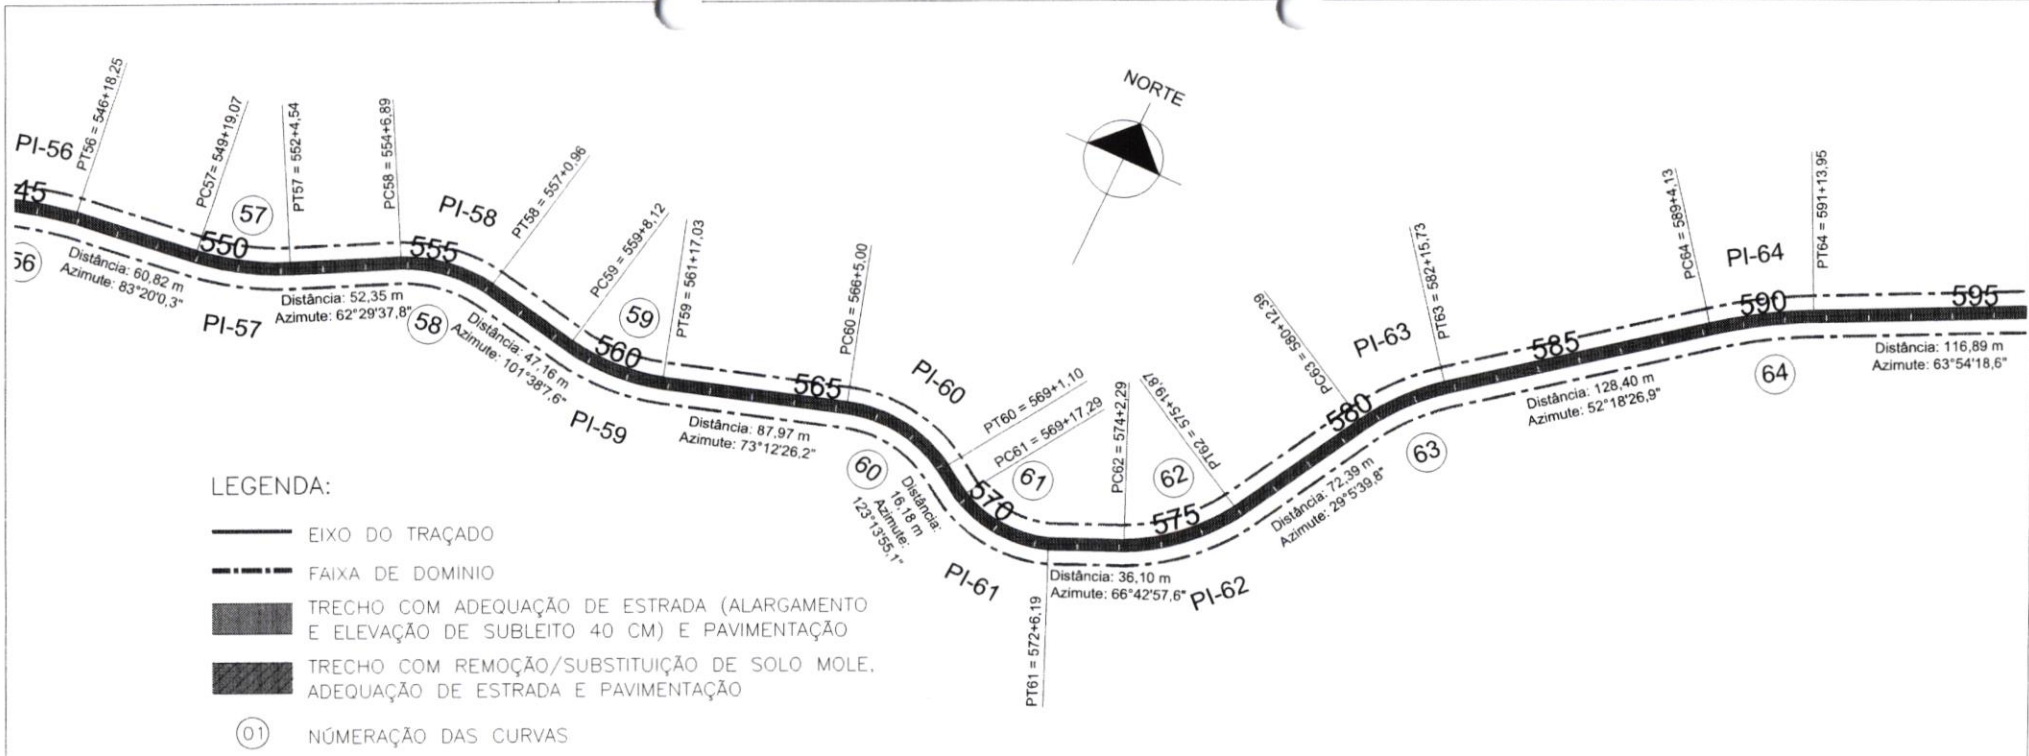 NORTE
PI-56
45
56
PT56 = 546+18,25
Distância: 60,82 m
Azimute: 83°20'0,3"
PC57= 549+19,07
57
550
PI-57
PT57 = 552+4,54
Distância: 52,35 m
Azimute: 62°29'37,8"
PC58 = 554+6,89
555
PI-58
58
PT58 = 557+0,96
Distância: 47,16 m
Azimute: 101°38'7,6"
PC59 = 559+8,12
59
560
PI-59
PT59 = 561+17,03
Distância: 87,97 m
Azimute: 73°12'26,2"
565
PC60 = 566+5,00
PI-60
60
PT60 = 569+1,10
Distância:
16,18 m
Azimute:
123°13'55,1"
PC61 = 569+17,29
61
570
PI-61
PT61 = 572+6,19
Distância: 36,10 m
Azimute: 66°42'57,6"
PC62 = 574+2,29
62
575
PI-62
PT62 = 575+19,87
Distância: 72,39 m
Azimute: 29°5'39,8"
PC63 = 580+12,39
580
PI-63
63
PT63 = 582+15,73
585
Distância: 128,40 m
Azimute: 52°18'26,9"
PC64 = 589+4,13
590
PI-64
64
PT64 = 591+13,95
595
Distância: 116,89 m
Azimute: 63°54'18,6"
LEGENDA:
EIXO DO TRAÇADO
FAIXA DE DOMÍNIO
TRECHO COM ADEQUAÇÃO DE ESTRADA (ALARGAMENTO
E ELEVAÇÃO DE SUBLEITO 40 CM) E PAVIMENTAÇÃO
TRECHO COM REMOÇÃO/SUBSTITUIÇÃO DE SOLO MOLE,
ADEQUAÇÃO DE ESTRADA E PAVIMENTAÇÃO
01 NÚMERAÇÃO DAS CURVAS